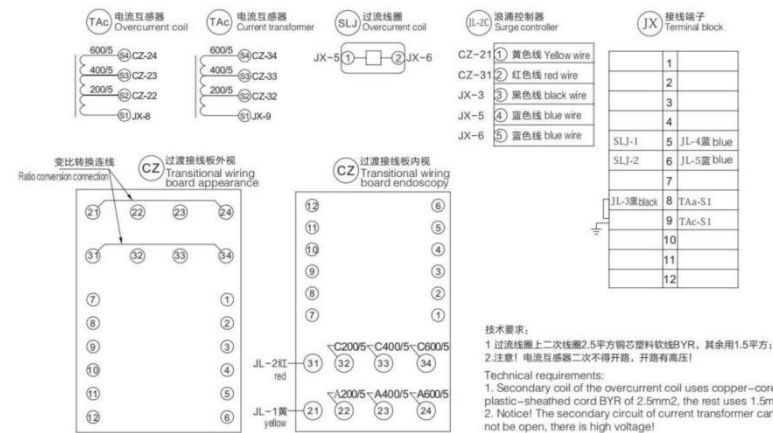 TAc 电流互感器
Overcurrent coil
600/5
S4 CZ-24
400/5
S3 CZ-23
200/5
S2 CZ-22
S1 JX-8
TAc 电流互感器
Current transformer
600/5
S4 CZ-34
400/5
S3 CZ-33
200/5
S2 CZ-32
S1 JX-9
SLJ 过流线圈
Overcurrent coil
JX-5 1 2 JX-6
JL-2C 浪涌控制器
Surge controller
CZ-21 1 黄色线 Yellow wire
CZ-31 2 红色线 red wire
JX-3 3 黑色线 black wire
JX-5 4 蓝色线 blue wire
JX-6 5 蓝色线 blue wire
JX 接线端子
Terminal block
1
2
3
4
SLJ-1 5 JL-4蓝 blue
SLJ-2 6 JL-5蓝 blue
7
JL-3黑black 8 TAa-S1
9 TAc-S1
10
11
12
变比转换连线
Ratio conversion connection
CZ 过渡接线板外视
Transitional wiring
board appearance
21 22 23 24
31 32 33 34
7 1
8 2
9 3
10 4
11 5
12 6
CZ 过渡接线板内视
Transitional wiring
board endoscopy
12 6
11 5
10 4
9 3
8 2
7 1
C200/5 C400/5 C600/5
JL-2红 31 32 33 34
red
A200/5 A400/5 A600/5
JL-1黄 21 22 23 24
yellow
技术要求:
1 过流线圈上二次线圈2.5平方铜芯塑料软线BYR，其余用1.5平方;
2.注意！电流互感器二次不得开路，开路有高压！
Technical requirements:
1. Secondary coil of the overcurrent coil uses copper-core
plastic-sheathed cord BYR of 2.5mm2, the rest uses 1.5m
2. Notice! The secondary circuit of current transformer can
not be open, there is high voltage!